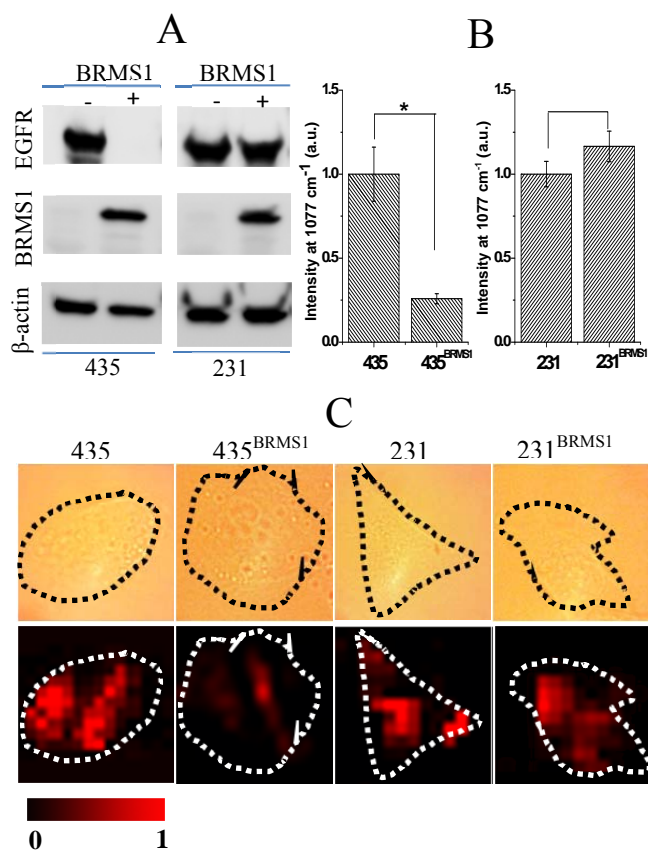 A
BRMS1
BRMS1
- +
- +
EGFR
BRMS1
β-actin
435
231
B
Intensity at 1077 cm⁻¹ (a.u.)
1.5
1.0
0.5
0.0
*
435
435ᴮᴿᴹˢ¹
Intensity at 1077 cm⁻¹ (a.u.)
1.5
1.0
0.5
0.0
231
231ᴮᴿᴹˢ¹
C
435
435ᴮᴿᴹˢ¹
231
231ᴮᴿᴹˢ¹
0 1